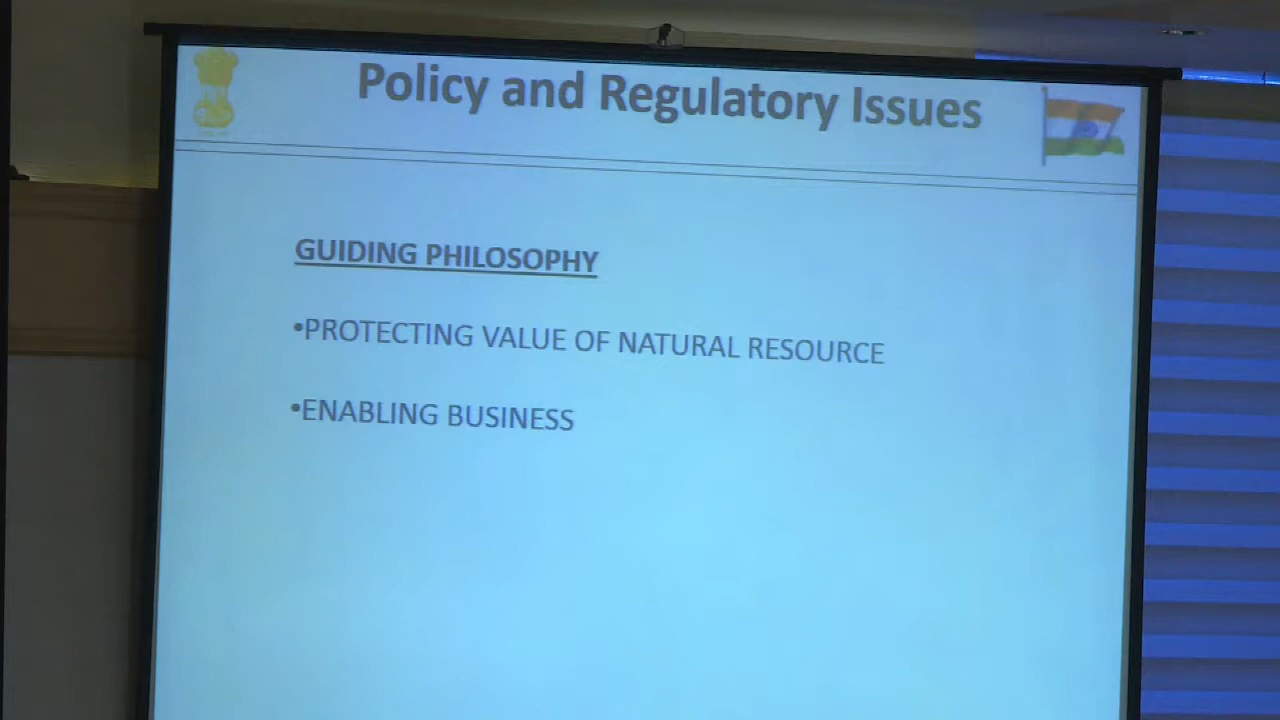 Policy and Regulatory Issues
GUIDING PHILOSOPHY
•PROTECTING VALUE OF NATURAL RESOURCE
•ENABLING BUSINESS